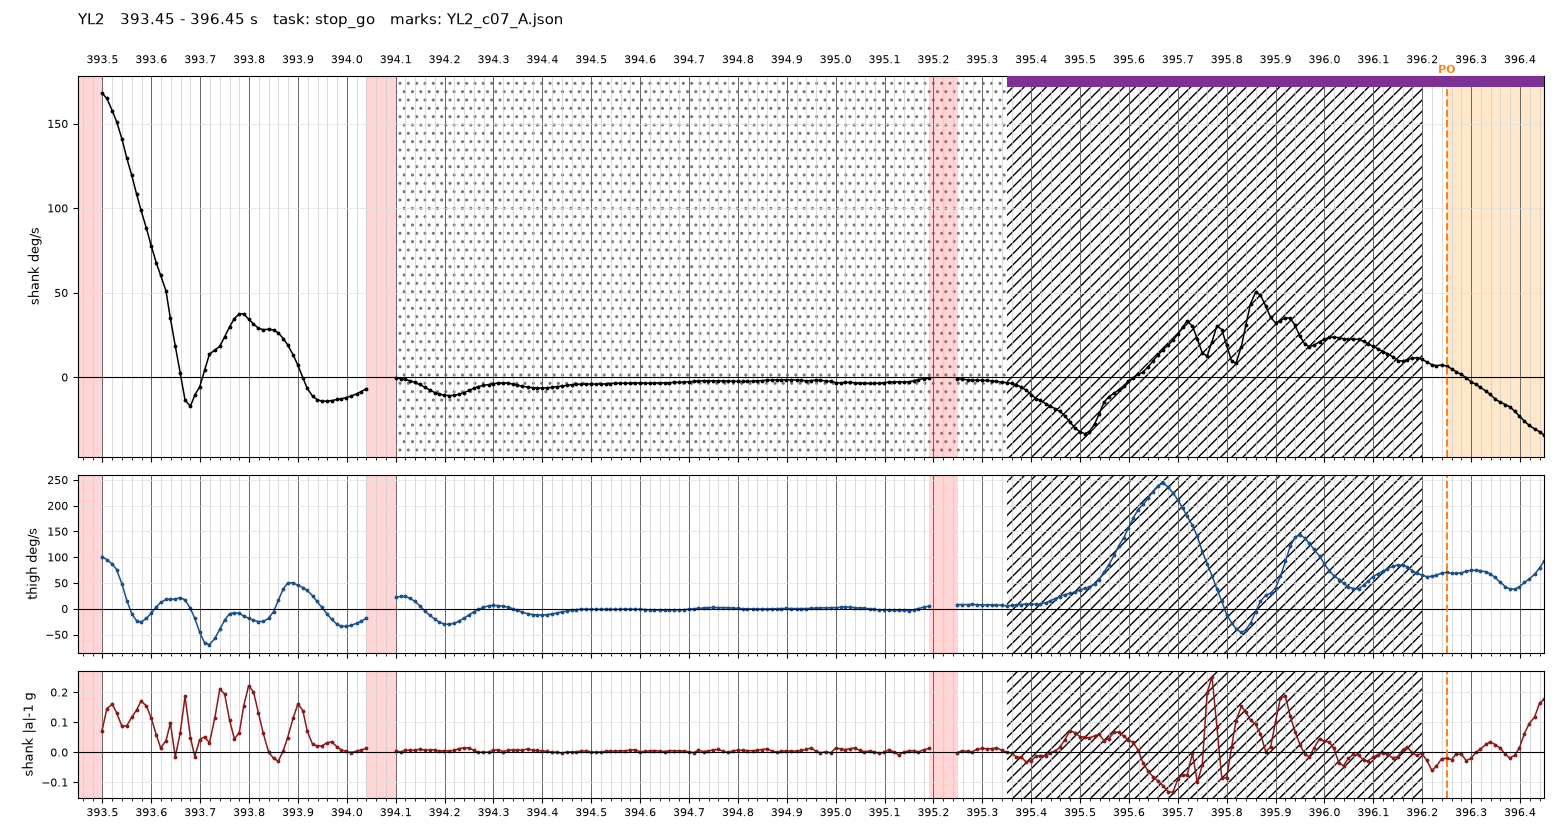 YL2   393.45 - 396.45 s   task: stop_go   marks: YL2_c07_A.json
393.5 393.6 393.7 393.8 393.9 394.0 394.1 394.2 394.3 394.4 394.5 394.6 394.7 394.8 394.9 395.0 395.1 395.2 395.3 395.4 395.5 395.6 395.7 395.8 395.9 396.0 396.1 396.2 396.3 396.4
PO
shank deg/s
150
100
50
0
thigh deg/s
250
200
150
100
50
0
−50
shank |a|-1 g
0.2
0.1
0.0
−0.1
393.5 393.6 393.7 393.8 393.9 394.0 394.1 394.2 394.3 394.4 394.5 394.6 394.7 394.8 394.9 395.0 395.1 395.2 395.3 395.4 395.5 395.6 395.7 395.8 395.9 396.0 396.1 396.2 396.3 396.4